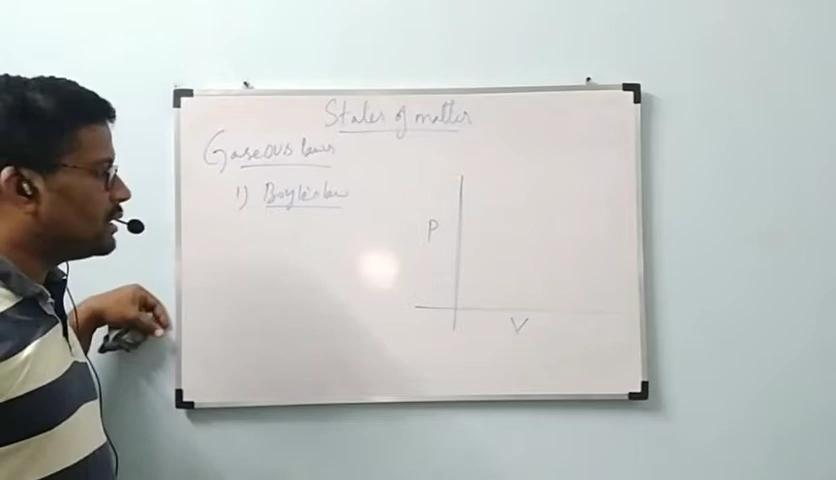 States of matter
Gaseous laws
1) Boyle's law
P
V